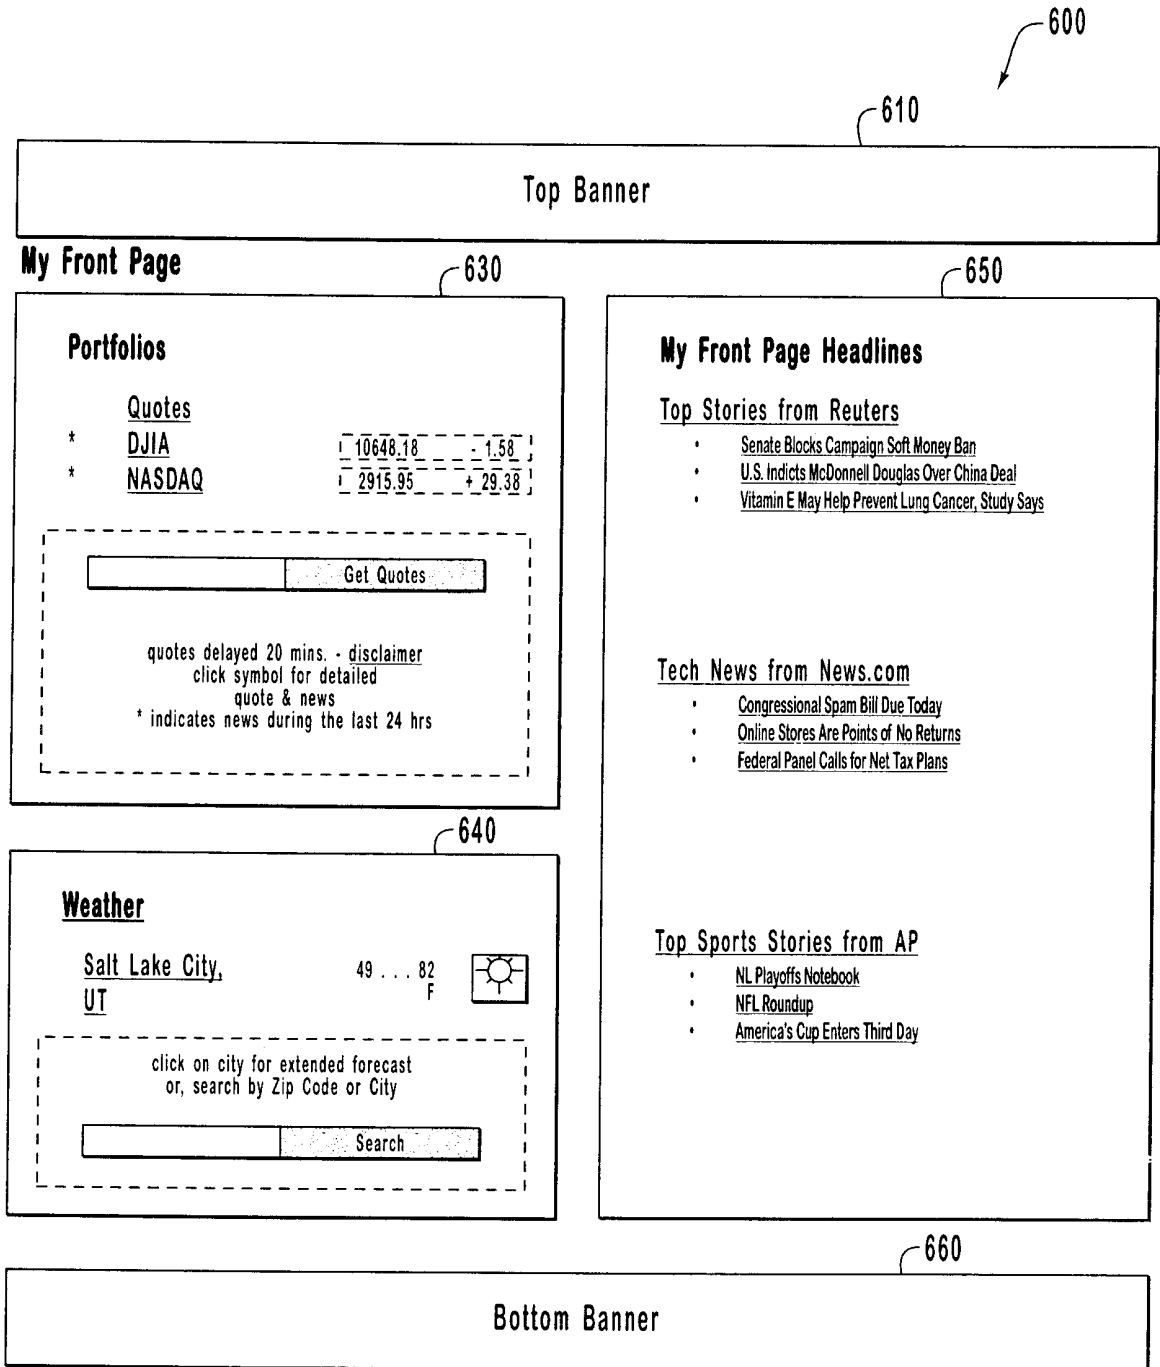 600
610
Top Banner
My Front Page
630
Portfolios
Quotes
* DJIA 10648.18 - 1.58
* NASDAQ 2915.95 + 29.38
Get Quotes
quotes delayed 20 mins. - disclaimer
click symbol for detailed
quote & news
* indicates news during the last 24 hrs
640
Weather
Salt Lake City, 49 . . . 82
UT F
click on city for extended forecast
or, search by Zip Code or City
Search
650
My Front Page Headlines
Top Stories from Reuters
• Senate Blocks Campaign Soft Money Ban
• U.S. Indicts McDonnell Douglas Over China Deal
• Vitamin E May Help Prevent Lung Cancer, Study Says
Tech News from News.com
• Congressional Spam Bill Due Today
• Online Stores Are Points of No Returns
• Federal Panel Calls for Net Tax Plans
Top Sports Stories from AP
• NL Playoffs Notebook
• NFL Roundup
• America's Cup Enters Third Day
660
Bottom Banner